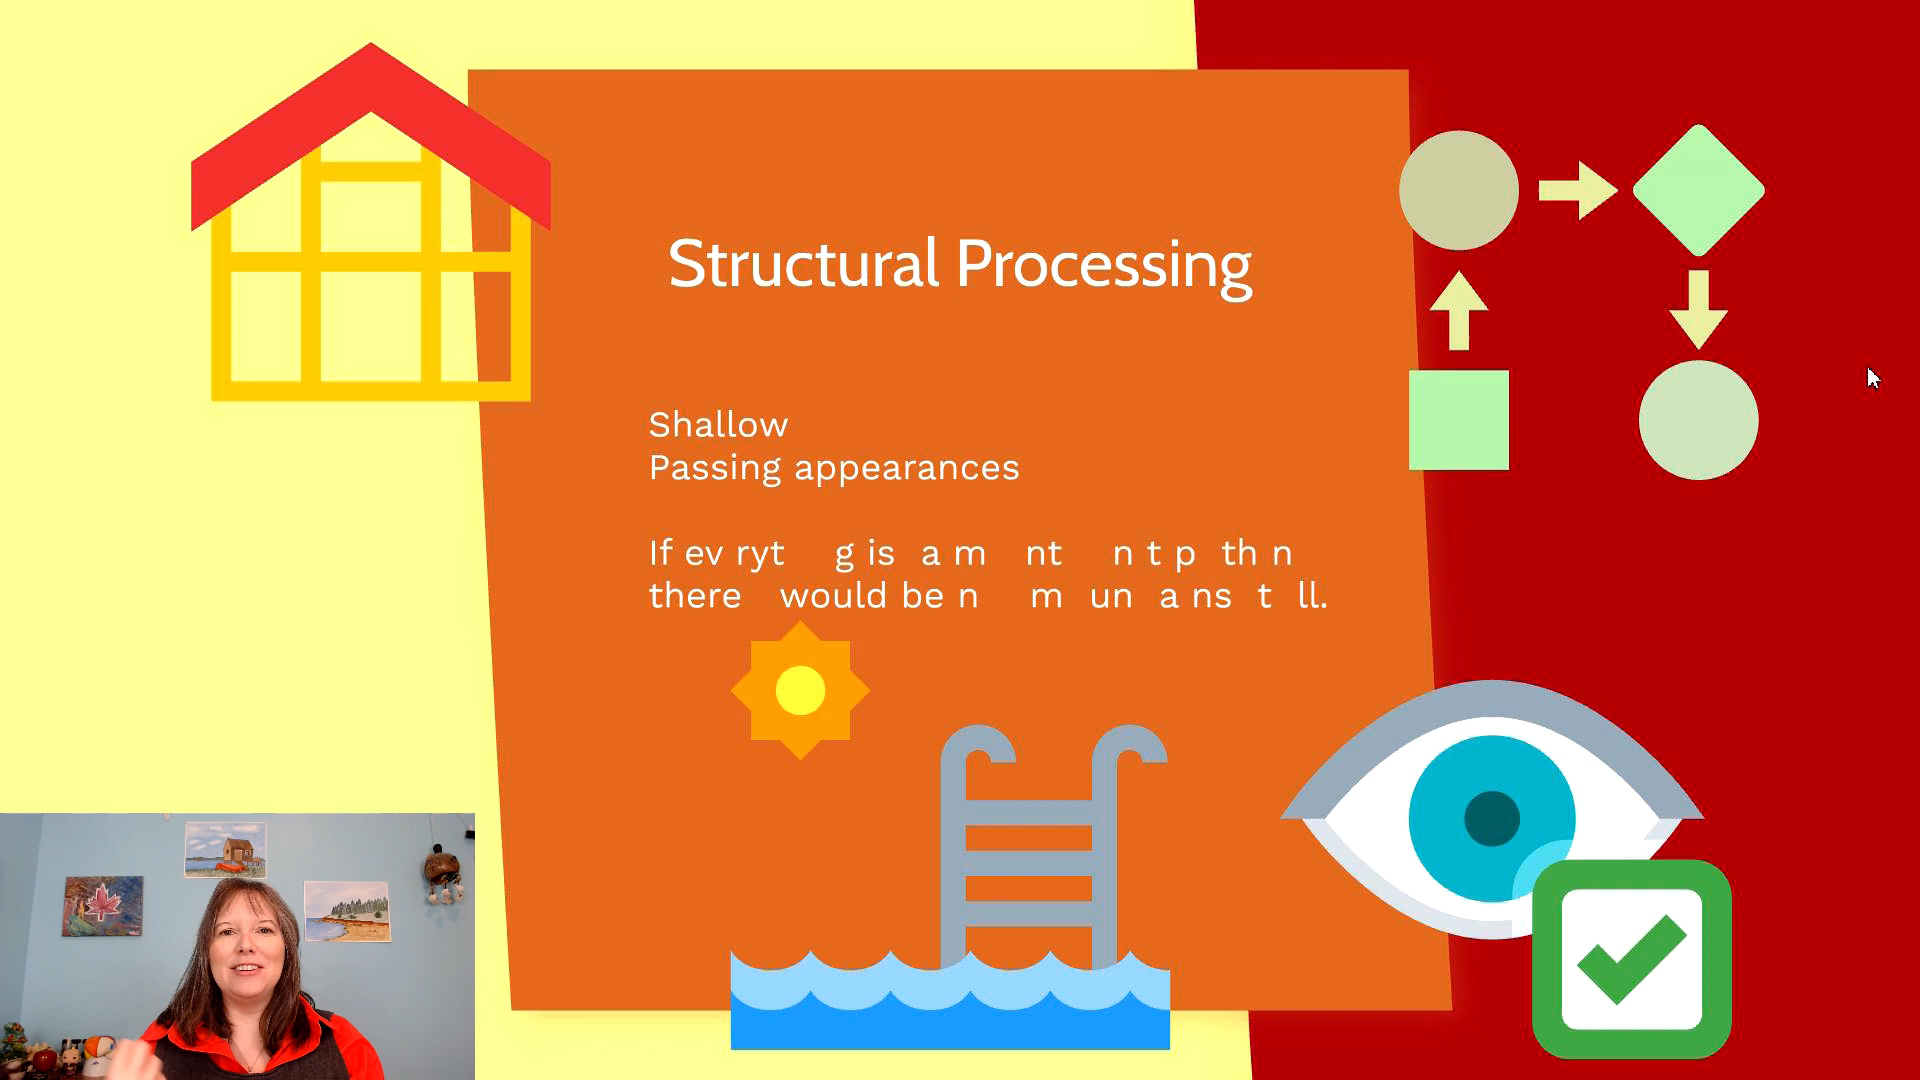 Structural Processing
Shallow
Passing appearances
If ev ryt g is a m nt n t p th n
there would be n m un a ns t ll.